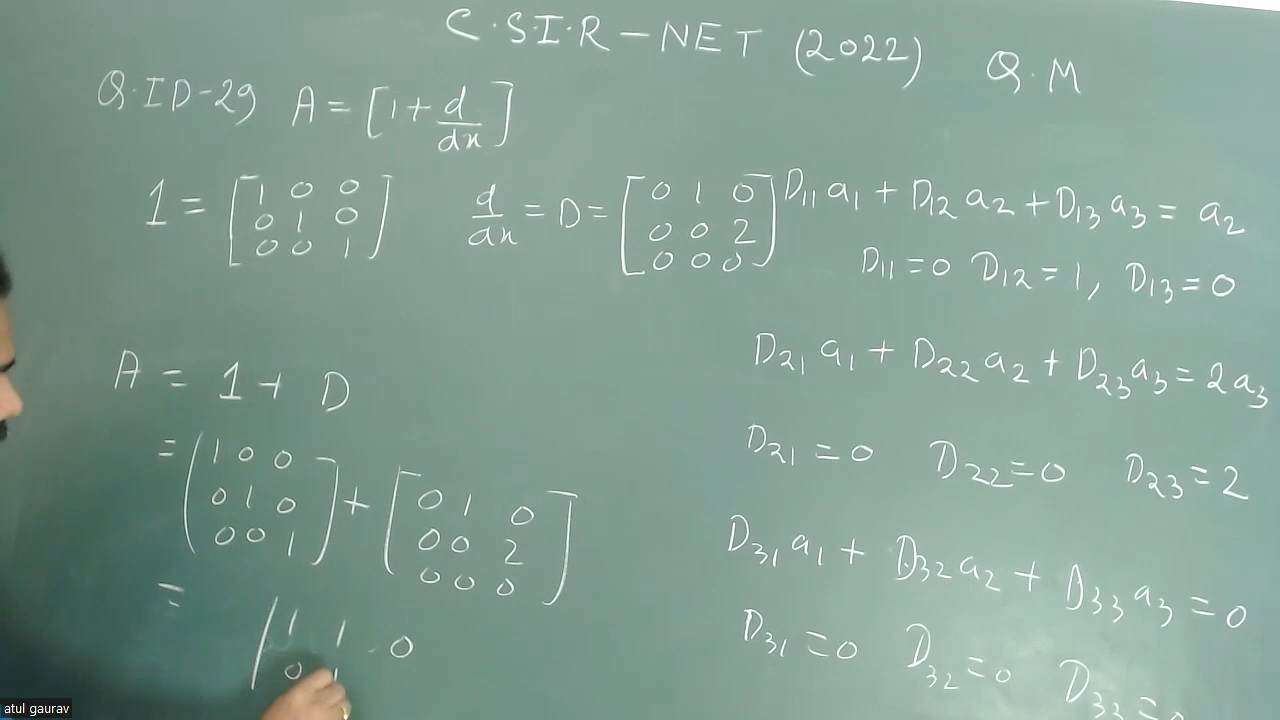 C.S.I.R-NET (2022) Q.M
Q.ID-29 A = [1 + d/dx]
1 = [1 0 0
0 1 0
0 0 1]
d/dx = D = [0 1 0
0 0 2
0 0 0]
D11 a1 + D12 a2 + D13 a3 = a2
D11 = 0 D12 = 1, D13 = 0
D21 a1 + D22 a2 + D23 a3 = 2a3
D21 = 0 D22 = 0 D23 = 2
D31 a1 + D32 a2 + D33 a3 = 0
D31 = 0 D32 = 0 D33 =
A = 1 + D
= (1 0 0
0 1 0
0 0 1) + [0 1 0
0 0 2
0 0 0]
= | 1 1 0
0 1
atul gaurav